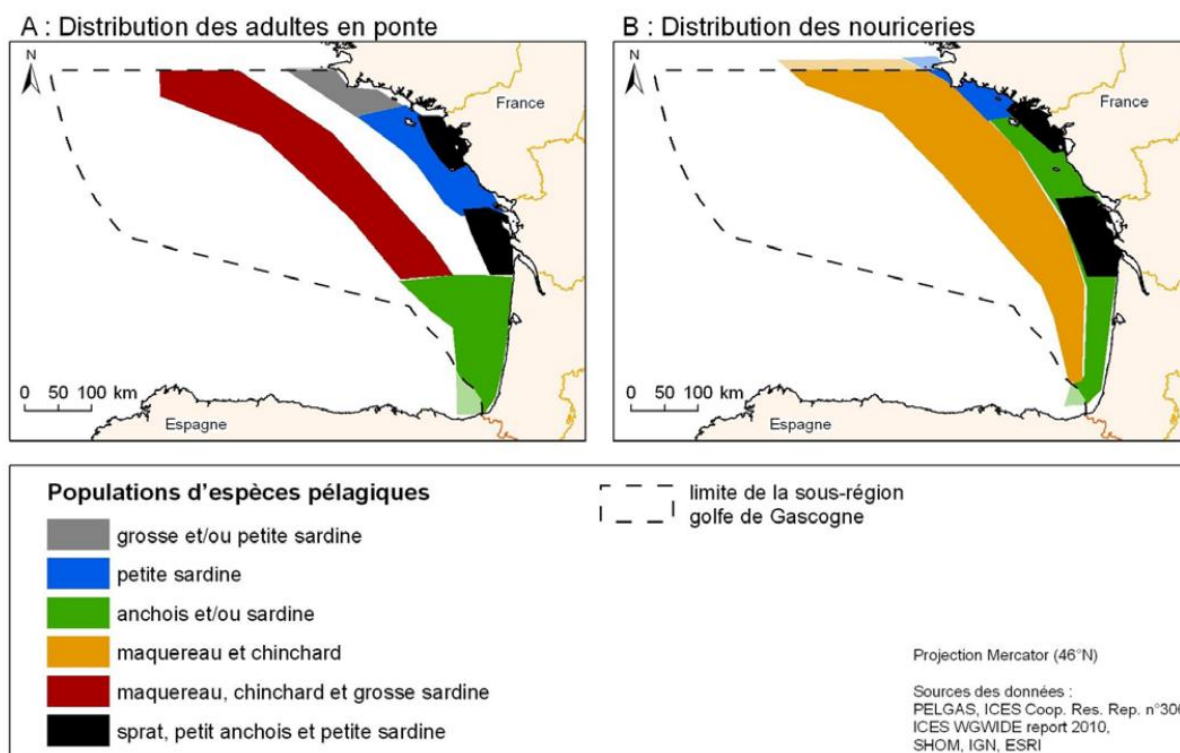 A : Distribution des adultes en ponte
N
France
0 50 100 km
Espagne
B : Distribution des nouriceries
N
France
0 50 100 km
Espagne
Populations d'espèces pélagiques
grosse et/ou petite sardine
petite sardine
anchois et/ou sardine
maquereau et chinchard
maquereau, chinchard et grosse sardine
sprat, petit anchois et petite sardine
limite de la sous-région
golfe de Gascogne
Projection Mercator (46°N)
Sources des données :
PELGAS, ICES Coop. Res. Rep. n°306
ICES WGWIDE report 2010,
SHOM, IGN, ESRI